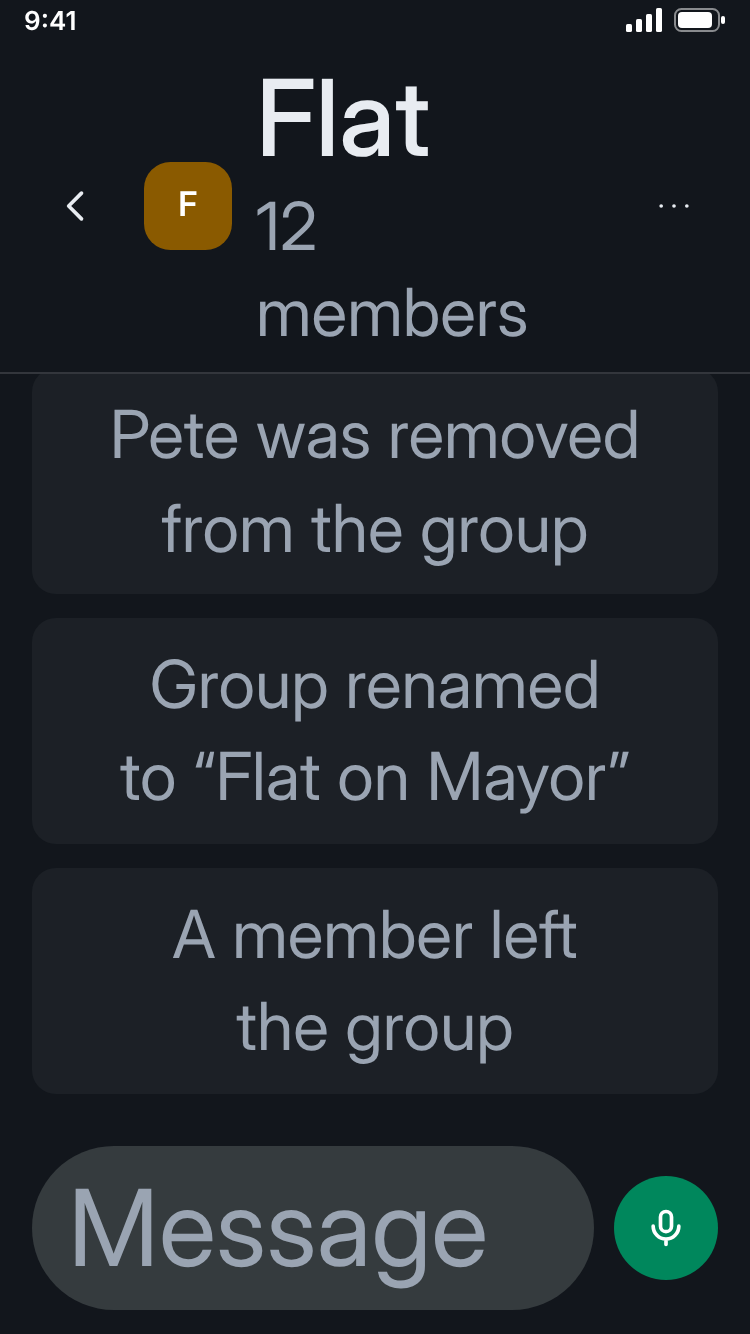 9:41
Flat
F
12
members
Pete was removed
from the group
Group renamed
to “Flat on Mayor”
A member left
the group
Message